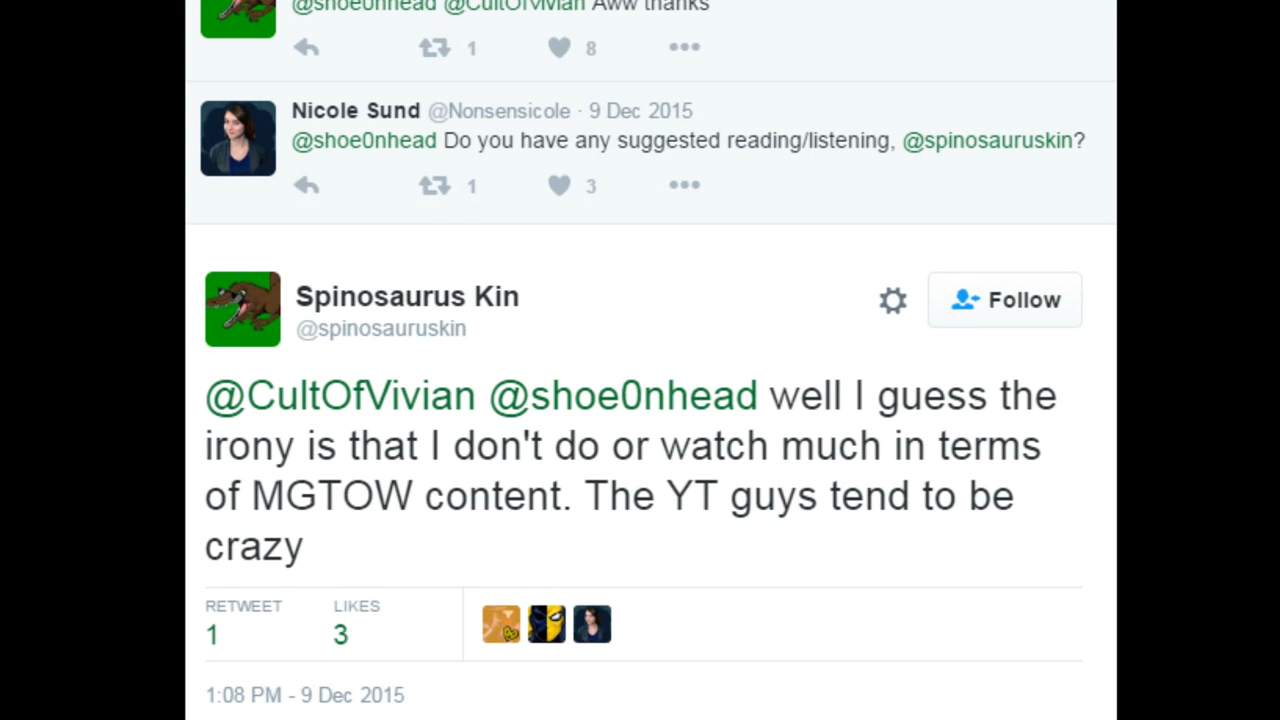 @shoe0nhead @CultOfVivian Aww thanks
1 8
Nicole Sund @Nonsensicole · 9 Dec 2015
@shoe0nhead Do you have any suggested reading/listening, @spinosauruskin?
1 3
Spinosaurus Kin
Follow
@spinosauruskin
@CultOfVivian @shoe0nhead well I guess the
irony is that I don't do or watch much in terms
of MGTOW content. The YT guys tend to be
crazy
RETWEET LIKES
1 3
1:08 PM - 9 Dec 2015